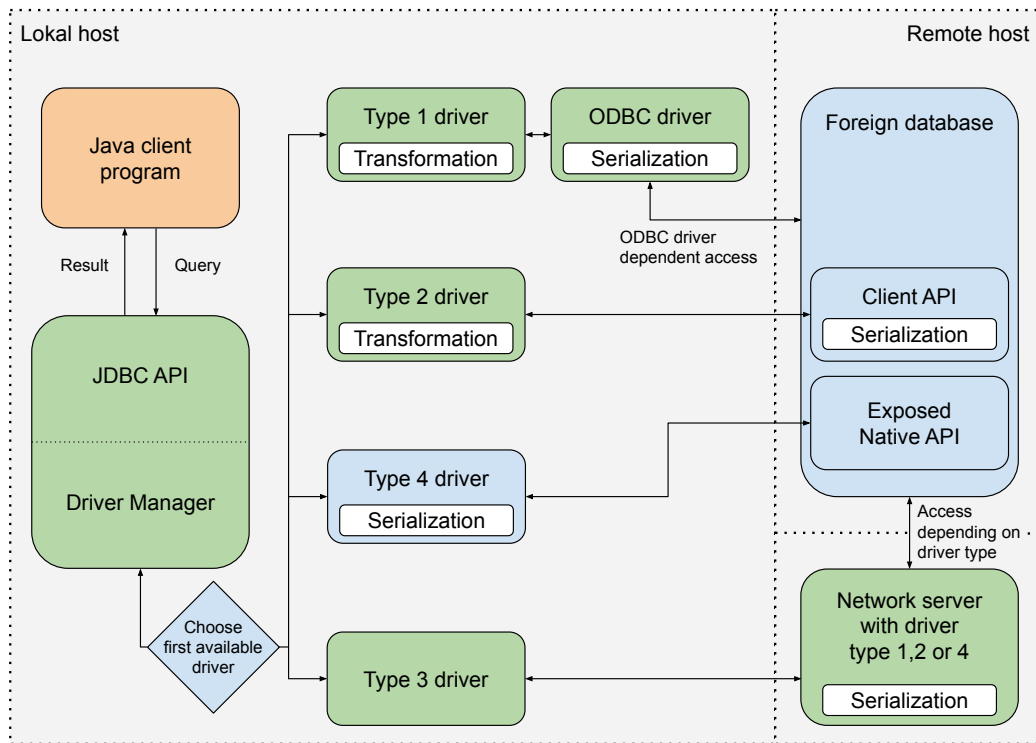 Lokal host
Remote host
Java client
program
Result
Query
JDBC API
Driver Manager
Choose
first available
driver
Type 1 driver
Transformation
ODBC driver
Serialization
ODBC driver
dependent access
Type 2 driver
Transformation
Type 4 driver
Serialization
Type 3 driver
Foreign database
Client API
Serialization
Exposed
Native API
Access
depending on
driver type
Network server
with driver
type 1,2 or 4
Serialization